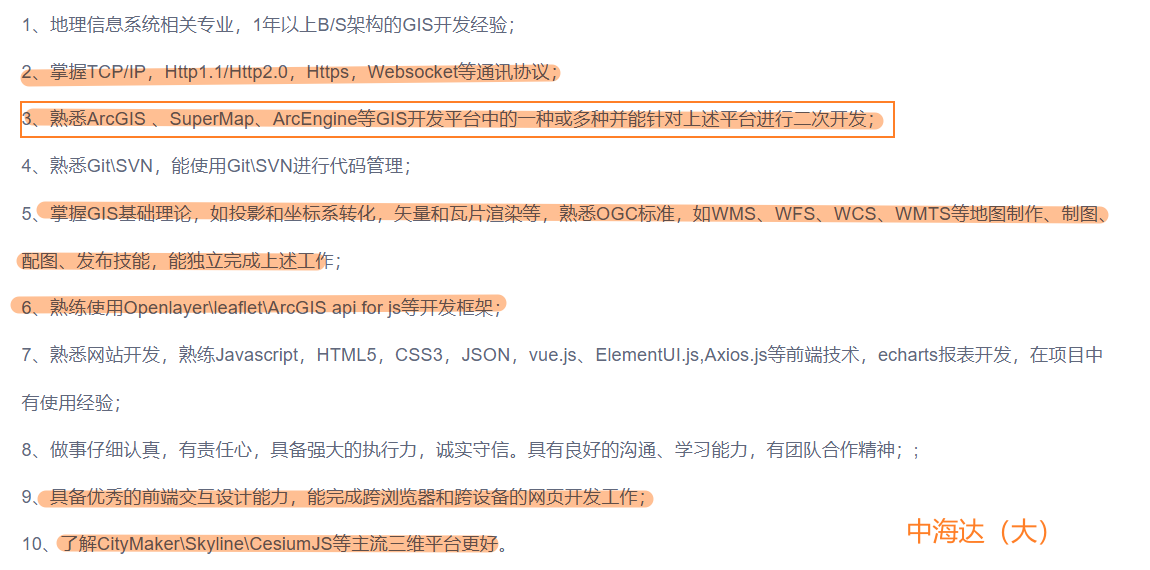 1、地理信息系统相关专业，1年以上B/S架构的GIS开发经验；
2、掌握TCP/IP，Http1.1/Http2.0，Https，Websocket等通讯协议；
3、熟悉ArcGIS 、SuperMap、ArcEngine等GIS开发平台中的一种或多种并能针对上述平台进行二次开发；
4、熟悉Git\SVN，能使用Git\SVN进行代码管理；
5、掌握GIS基础理论，如投影和坐标系转化，矢量和瓦片渲染等，熟悉OGC标准，如WMS、WFS、WCS、WMTS等地图制作、制图、
配图、发布技能，能独立完成上述工作；
6、熟练使用Openlayer\leaflet\ArcGIS api for js等开发框架；
7、熟悉网站开发，熟练Javascript，HTML5，CSS3，JSON，vue.js、ElementUI.js,Axios.js等前端技术，echarts报表开发，在项目中
有使用经验；
8、做事仔细认真，有责任心，具备强大的执行力，诚实守信。具有良好的沟通、学习能力，有团队合作精神；；
9、具备优秀的前端交互设计能力，能完成跨浏览器和跨设备的网页开发工作；
10、了解CityMaker\Skyline\CesiumJS等主流三维平台更好。
中海达（大）